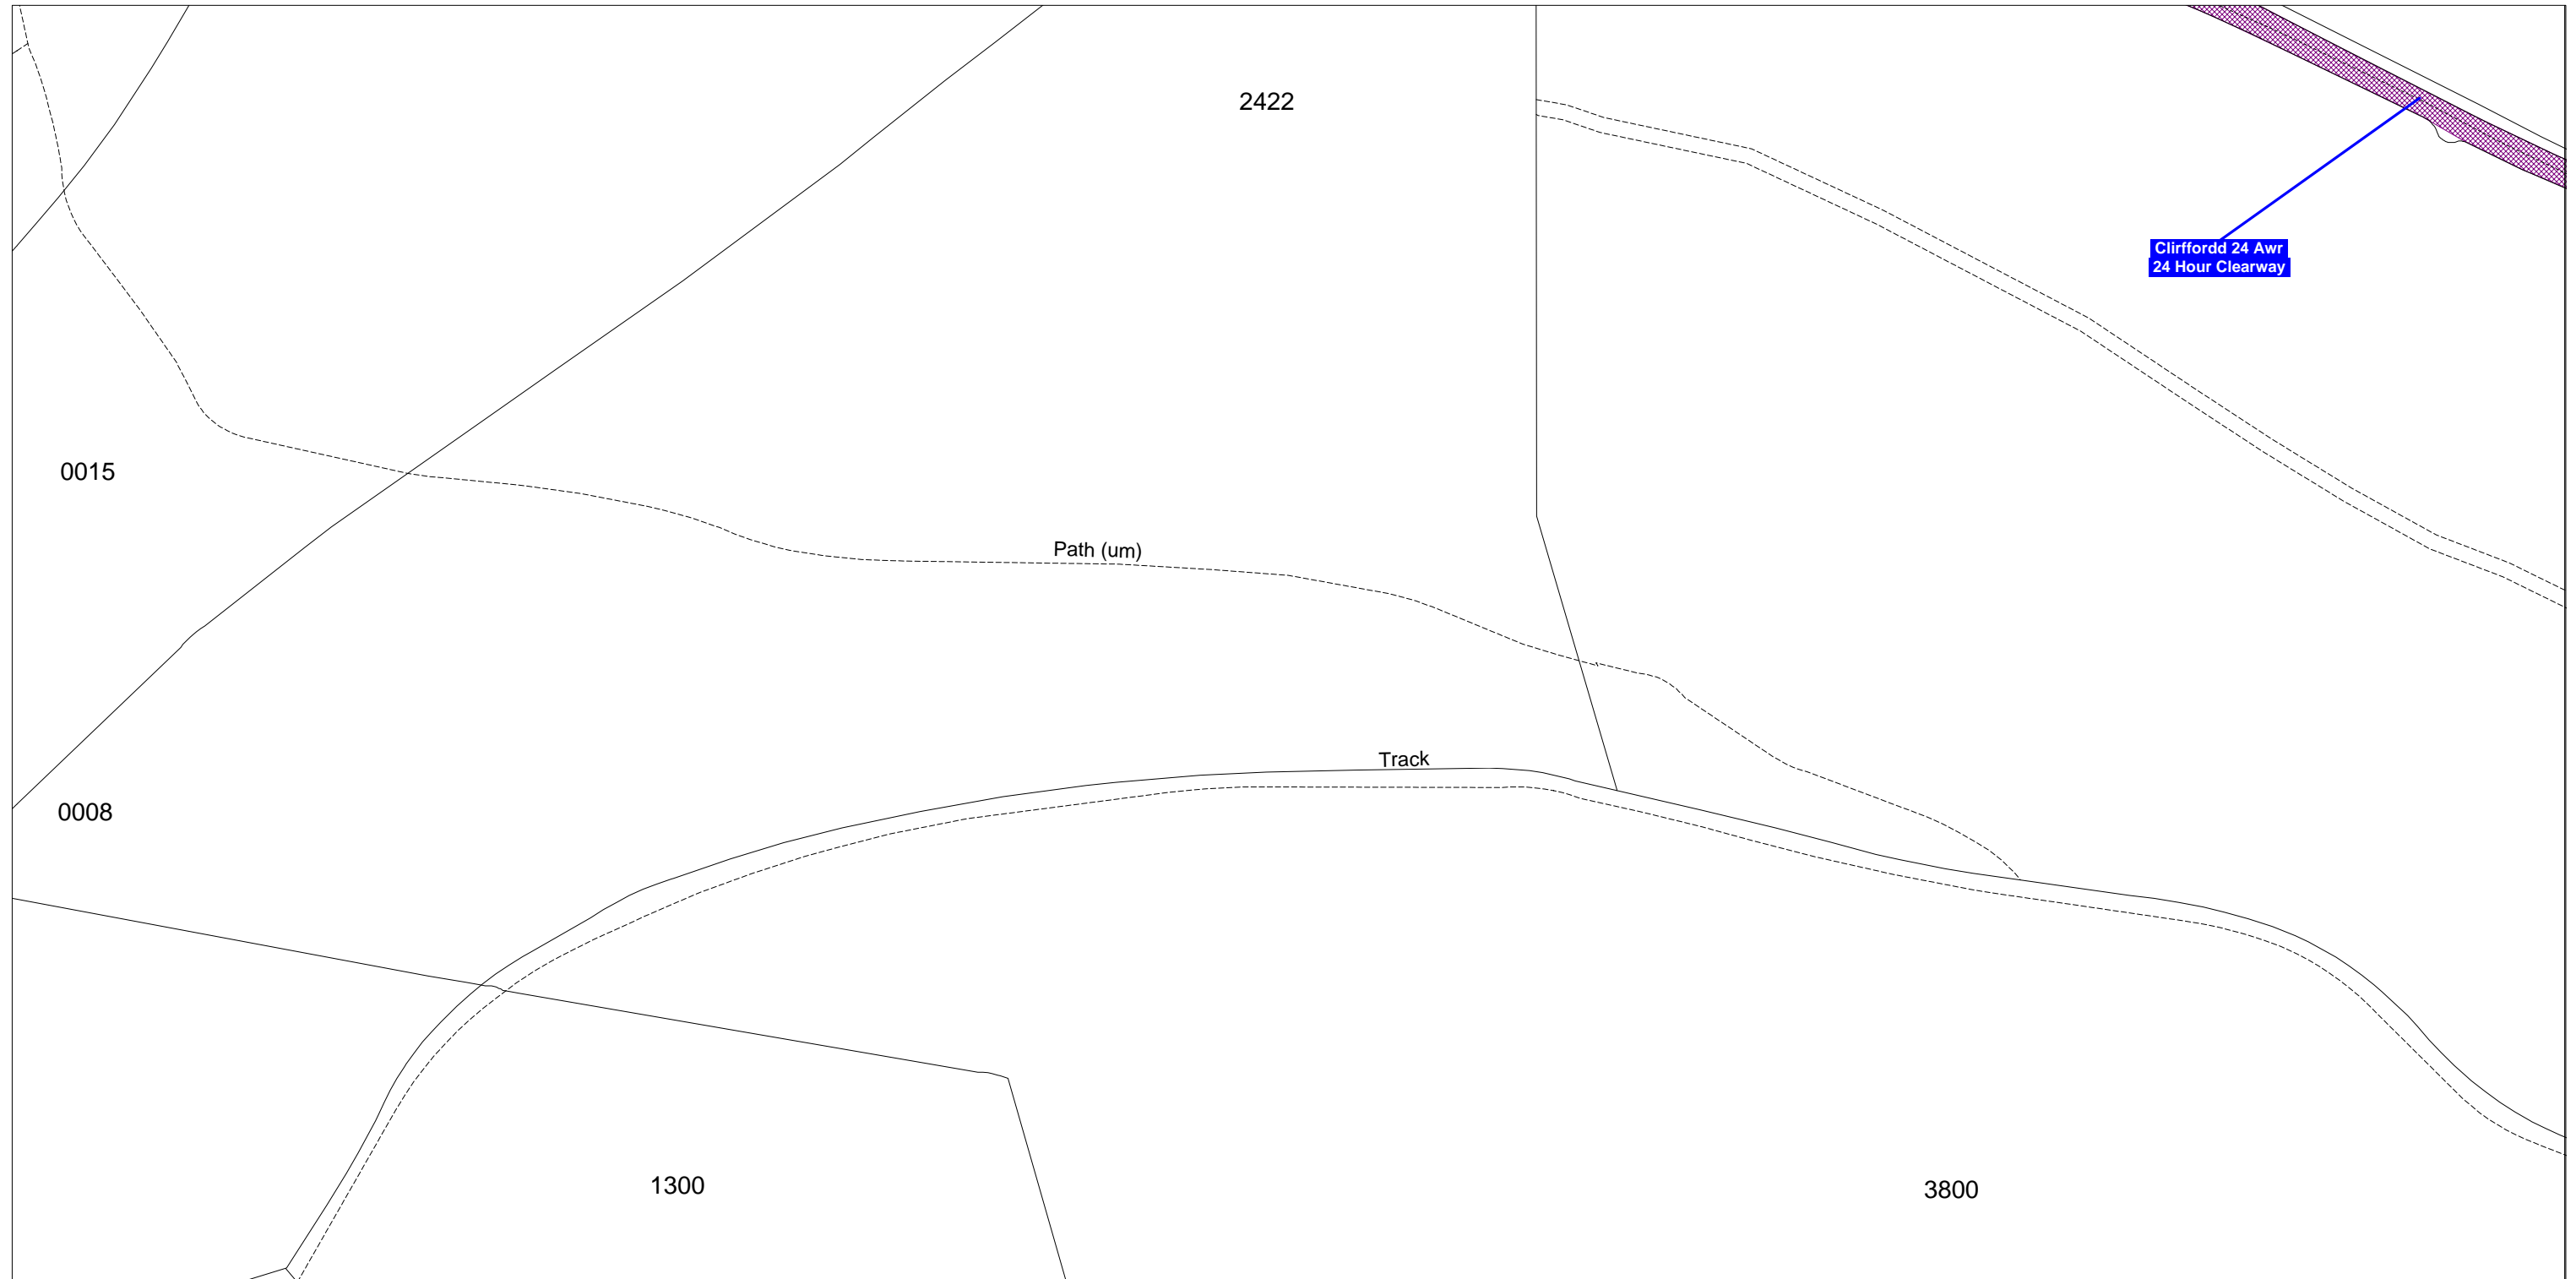 2422
Clirffordd 24 Awr
24 Hour Clearway
0015
Path (um)
Track
0008
1300
3800